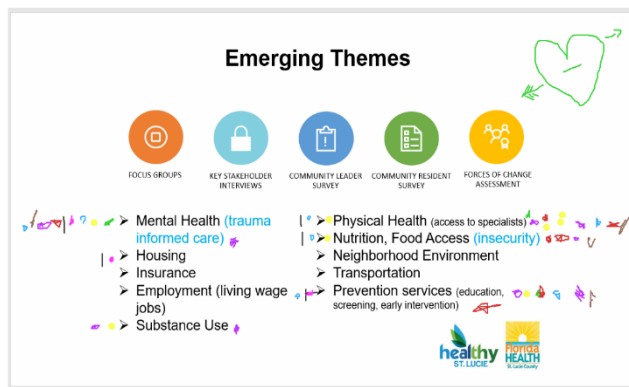 Emerging Themes
FOCUS GROUPS
KEY STAKEHOLDER
INTERVIEWS
COMMUNITY LEADER
SURVEY
COMMUNITY RESIDENT
SURVEY
FORCES OF CHANGE
ASSESSMENT
Mental Health (trauma
informed care)
Housing
Insurance
Employment (living wage
jobs)
Substance Use
Physical Health (access to specialists)
Nutrition, Food Access (insecurity)
Neighborhood Environment
Transportation
Prevention services (education,
screening, early intervention)
healthy
ST. LUCIE
Florida
HEALTH
St. Lucie County